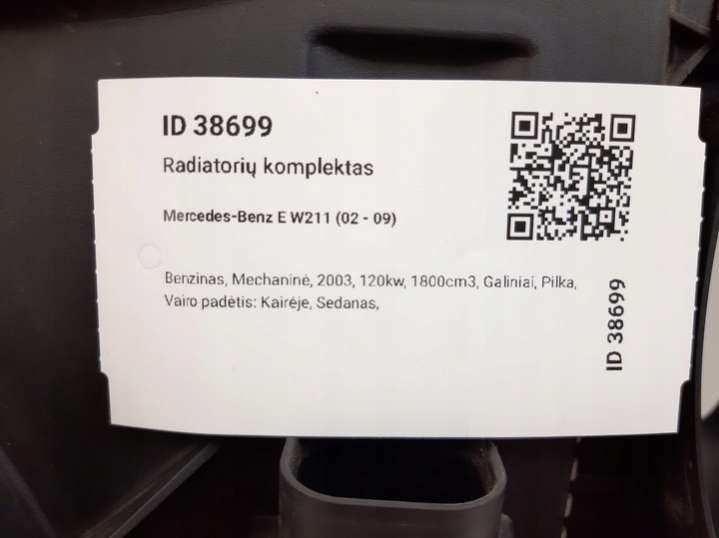 ID 38699
Radiatorių komplektas
Mercedes-Benz E W211 (02 - 09)
Benzinas, Mechaninė, 2003, 120kw, 1800cm3, Galiniai, Pilka,
Vairo padėtis: Kairėje, Sedanas,
ID 38699